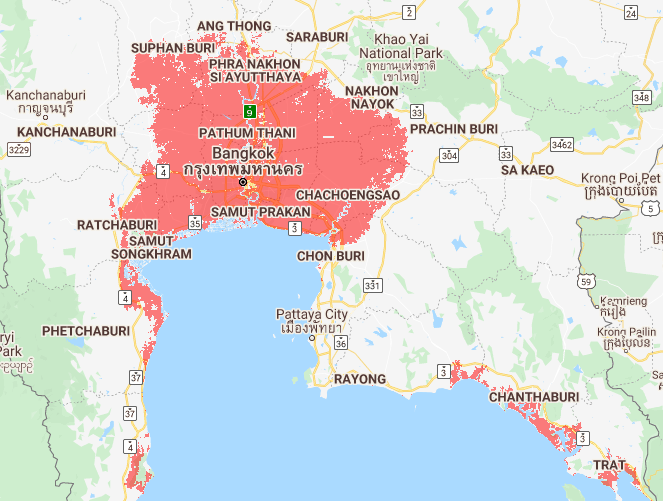 ANG THONG
2
24
SARABURI
SUPHAN BURI
Khao Yai
National Park
อุทยานแห่งชาติ
เขาใหญ่
PHRA NAKHON
SI AYUTTHAYA
Kanchanaburi
กาญจนบุรี
NAKHON
NAYOK
348
9
33
KANCHANABURI
PATHUM THANI
PRACHIN BURI
3229
Bangkok
กรุงเทพมหานคร
304
33
3462
4
SA KAEO
Krong Poi Pet
ក្រុងប៉ោយប៉ែត
CHACHOENGSAO
5
SAMUT PRAKAN
RATCHABURI
35
3
SAMUT
SONGKHRAM
CHON BURI
59
331
4
Kamrieng
Pattaya City
เมืองพัทยา
PHETCHABURI
Krong Pailin
ក្រុងប៉ៃលិន
ryi
Park
36
37
3
RAYONG
Sa
CHANTHABURI
37
4
3
TRAT